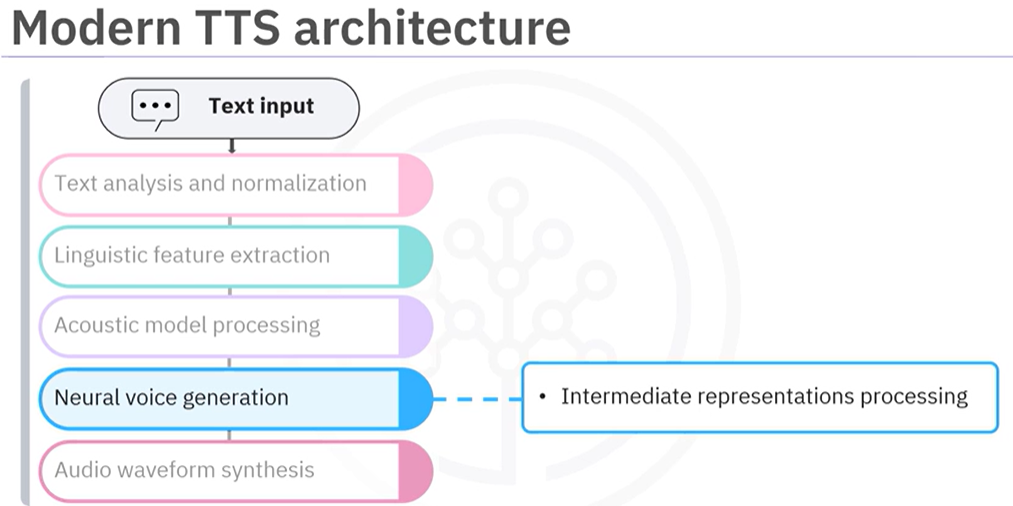 Modern TTS architecture
Text input
Text analysis and normalization
Linguistic feature extraction
Acoustic model processing
Neural voice generation
• Intermediate representations processing
Audio waveform synthesis